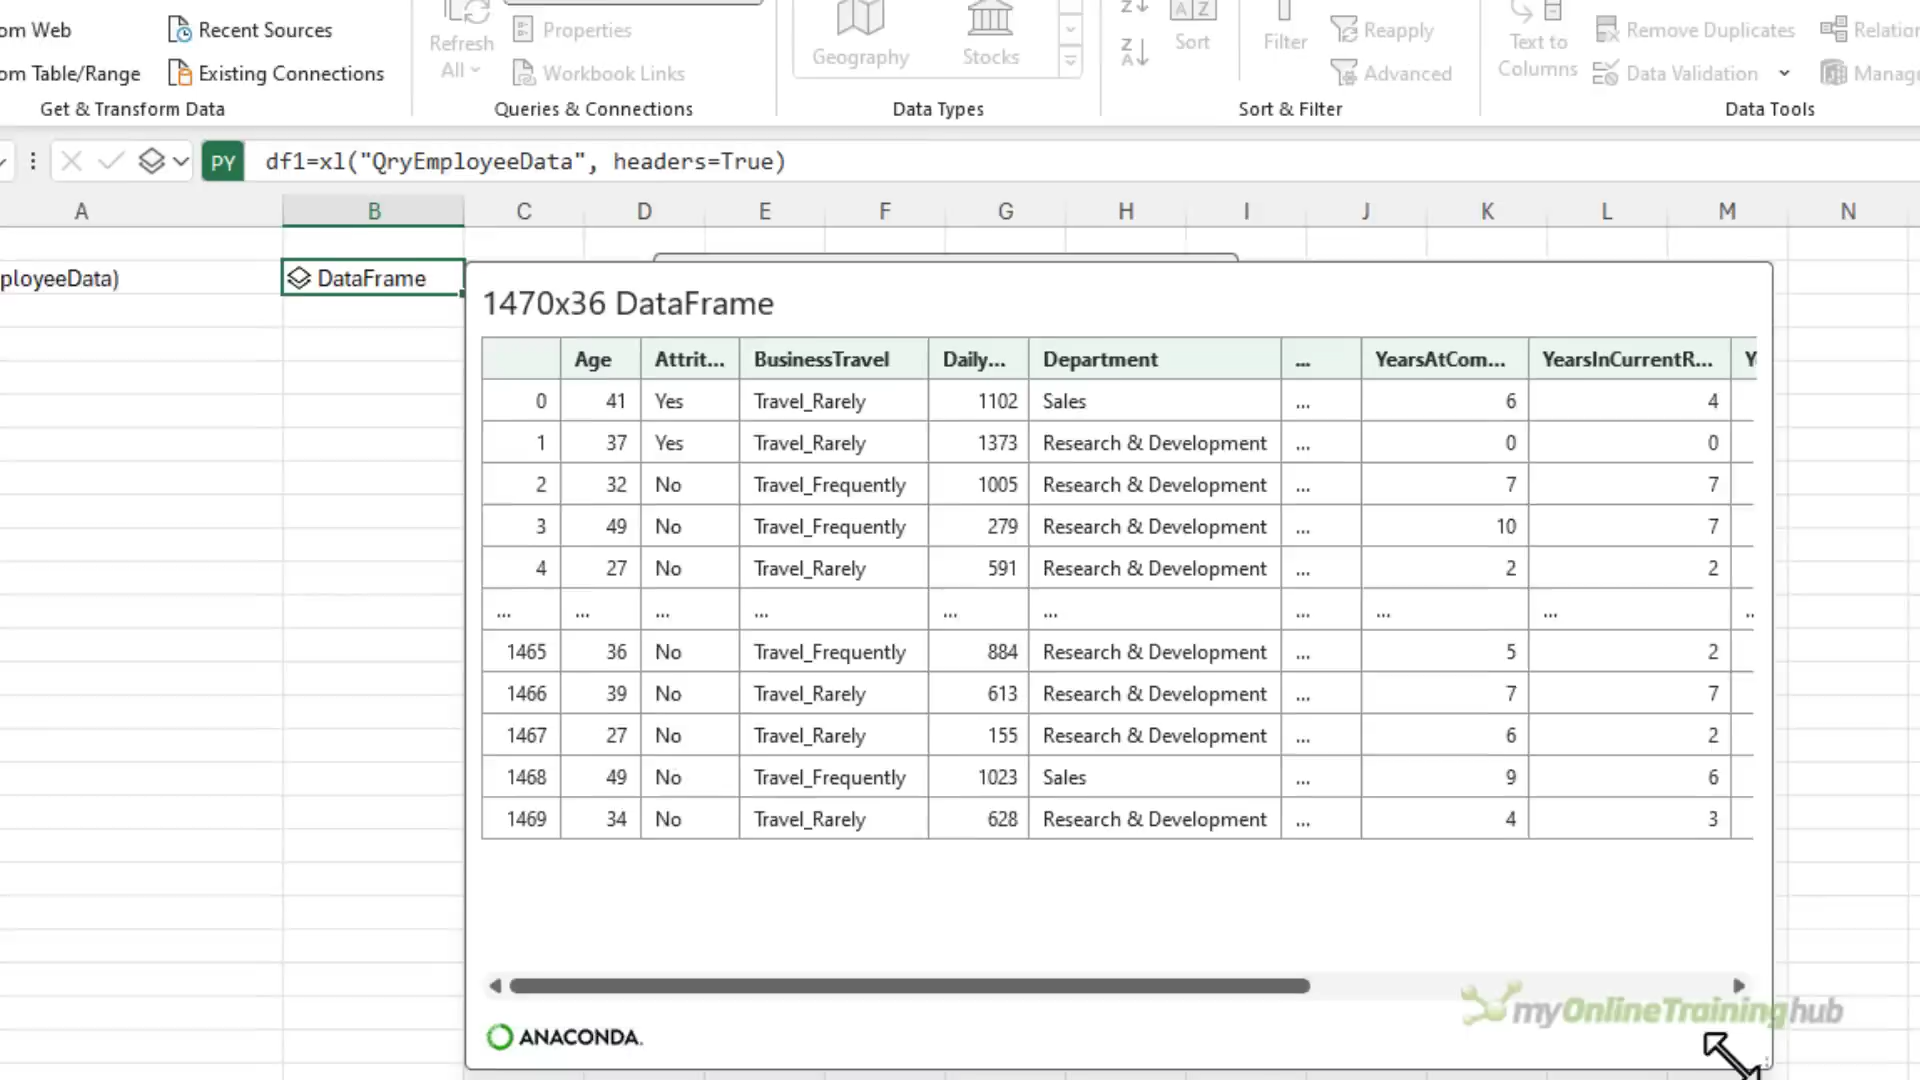 om Web
Recent Sources
Refresh
All
Properties
Geography
Stocks
Z
A Z
Z
A
Sort
Filter
Reapply
Text to
Columns
Remove Duplicates
Relation
om Table/Range
Existing Connections
Workbook Links
Advanced
Data Validation
Manag
Get & Transform Data
Queries & Connections
Data Types
Sort & Filter
Data Tools
PY df1=xl("QryEmployeeData", headers=True)
A B C D E F G H I J K L M N
ployeeData)
DataFrame
1470x36 DataFrame
Age Attrit... BusinessTravel Daily... Department ... YearsAtCom... YearsInCurrentR... Y
0 41 Yes Travel_Rarely 1102 Sales ... 6 4
1 37 Yes Travel_Rarely 1373 Research & Development ... 0 0
2 32 No Travel_Frequently 1005 Research & Development ... 7 7
3 49 No Travel_Frequently 279 Research & Development ... 10 7
4 27 No Travel_Rarely 591 Research & Development ... 2 2
... ... ... ... ... ... ... ... ... ..
1465 36 No Travel_Frequently 884 Research & Development ... 5 2
1466 39 No Travel_Rarely 613 Research & Development ... 7 7
1467 27 No Travel_Rarely 155 Research & Development ... 6 2
1468 49 No Travel_Frequently 1023 Sales ... 9 6
1469 34 No Travel_Rarely 628 Research & Development ... 4 3
myOnlineTraininghub
ANACONDA.